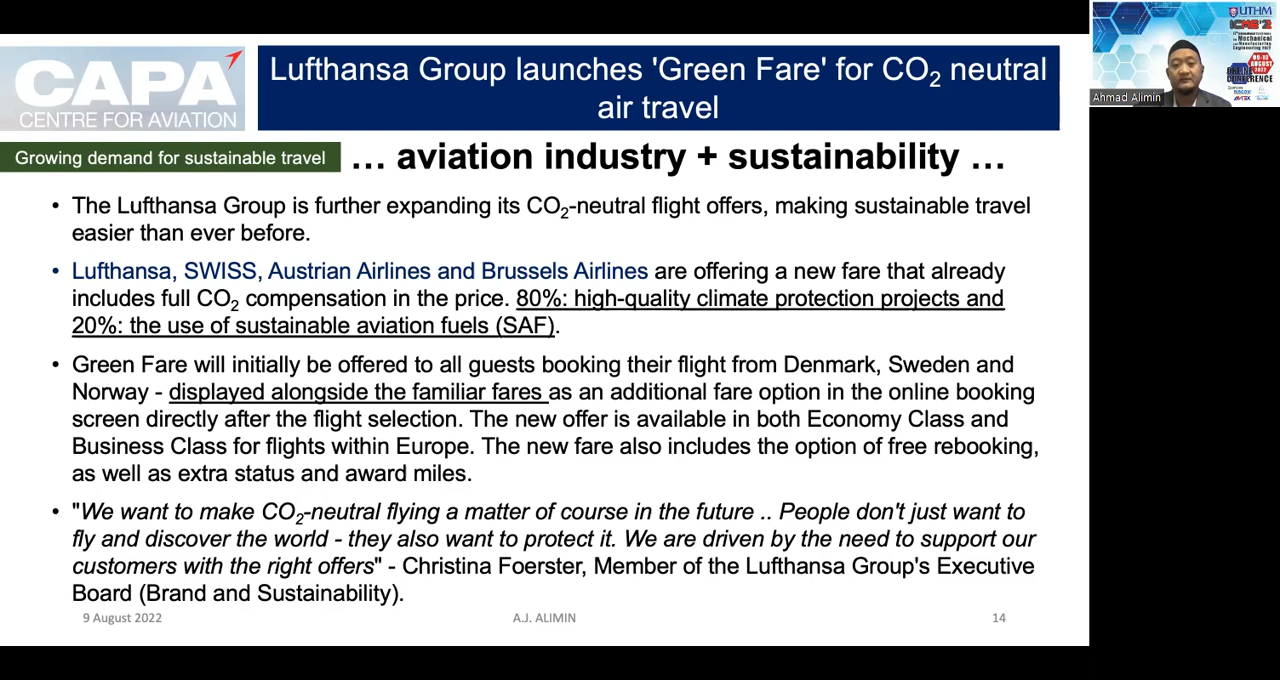 CAPA
CENTRE FOR AVIATION
Lufthansa Group launches 'Green Fare' for CO₂ neutral
air travel
Growing demand for sustainable travel
… aviation industry + sustainability …
• The Lufthansa Group is further expanding its CO₂-neutral flight offers, making sustainable travel
easier than ever before.
• Lufthansa, SWISS, Austrian Airlines and Brussels Airlines are offering a new fare that already
includes full CO₂ compensation in the price. 80%: high-quality climate protection projects and
20%: the use of sustainable aviation fuels (SAF).
• Green Fare will initially be offered to all guests booking their flight from Denmark, Sweden and
Norway - displayed alongside the familiar fares as an additional fare option in the online booking
screen directly after the flight selection. The new offer is available in both Economy Class and
Business Class for flights within Europe. The new fare also includes the option of free rebooking,
as well as extra status and award miles.
• "We want to make CO₂-neutral flying a matter of course in the future .. People don't just want to
fly and discover the world - they also want to protect it. We are driven by the need to support our
customers with the right offers" - Christina Foerster, Member of the Lufthansa Group's Executive
Board (Brand and Sustainability).
9 August 2022
A.J. ALIMIN
14
UTHM
Mechanical
AUGUST
2022
CONFERENCE
Ahmad Alimin